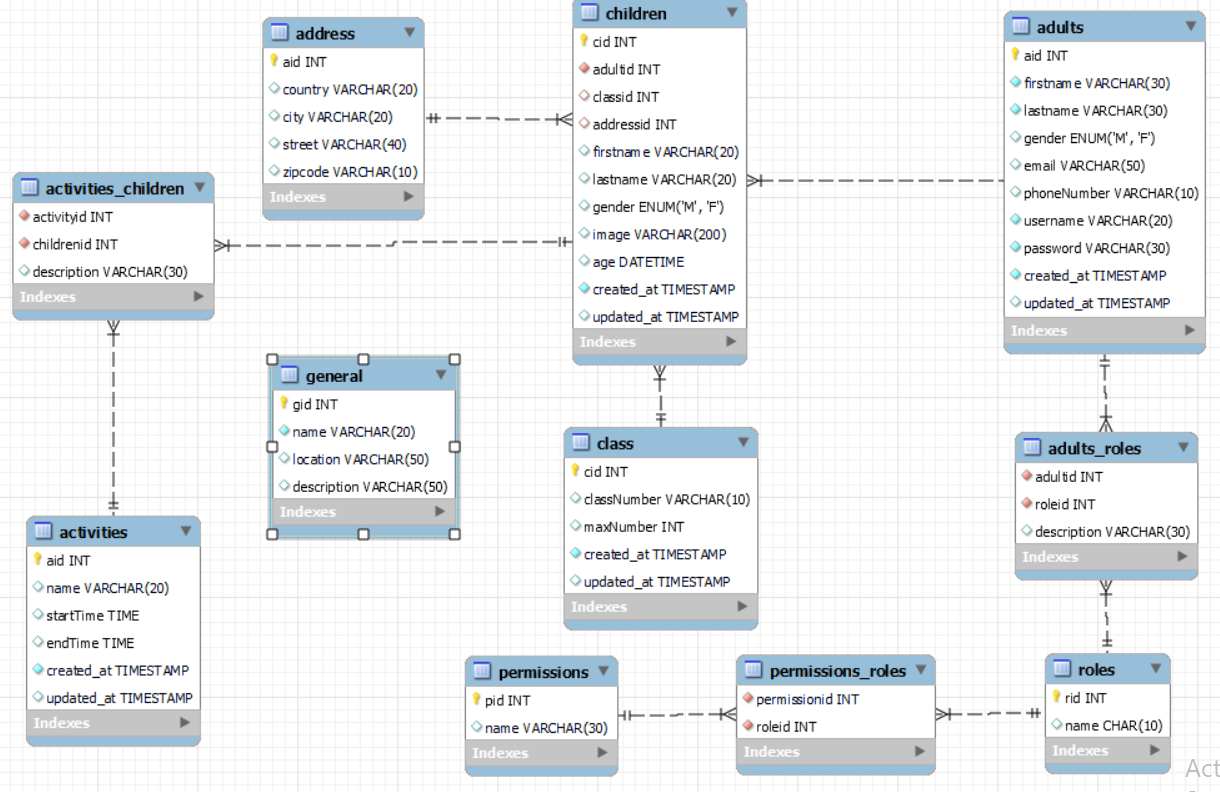 address
aid INT
country VARCHAR(20)
city VARCHAR(20)
street VARCHAR(40)
zipcode VARCHAR(10)
Indexes
children
cid INT
adultid INT
classid INT
addressid INT
firstname VARCHAR(20)
lastname VARCHAR(20)
gender ENUM('M', 'F')
image VARCHAR(200)
age DATETIME
created_at TIMESTAMP
updated_at TIMESTAMP
Indexes
adults
aid INT
firstname VARCHAR(30)
lastname VARCHAR(30)
gender ENUM('M', 'F')
email VARCHAR(50)
phoneNumber VARCHAR(10)
username VARCHAR(20)
password VARCHAR(30)
created_at TIMESTAMP
updated_at TIMESTAMP
Indexes
activities_children
activityid INT
childrenid INT
description VARCHAR(30)
Indexes
general
gid INT
name VARCHAR(20)
location VARCHAR(50)
description VARCHAR(50)
Indexes
class
cid INT
classNumber VARCHAR(10)
maxNumber INT
created_at TIMESTAMP
updated_at TIMESTAMP
Indexes
adults_roles
adultid INT
roleid INT
description VARCHAR(30)
Indexes
activities
aid INT
name VARCHAR(20)
startTime TIME
endTime TIME
created_at TIMESTAMP
updated_at TIMESTAMP
Indexes
permissions
pid INT
name VARCHAR(30)
Indexes
permissions_roles
permissionid INT
roleid INT
Indexes
roles
rid INT
name CHAR(10)
Indexes
Act